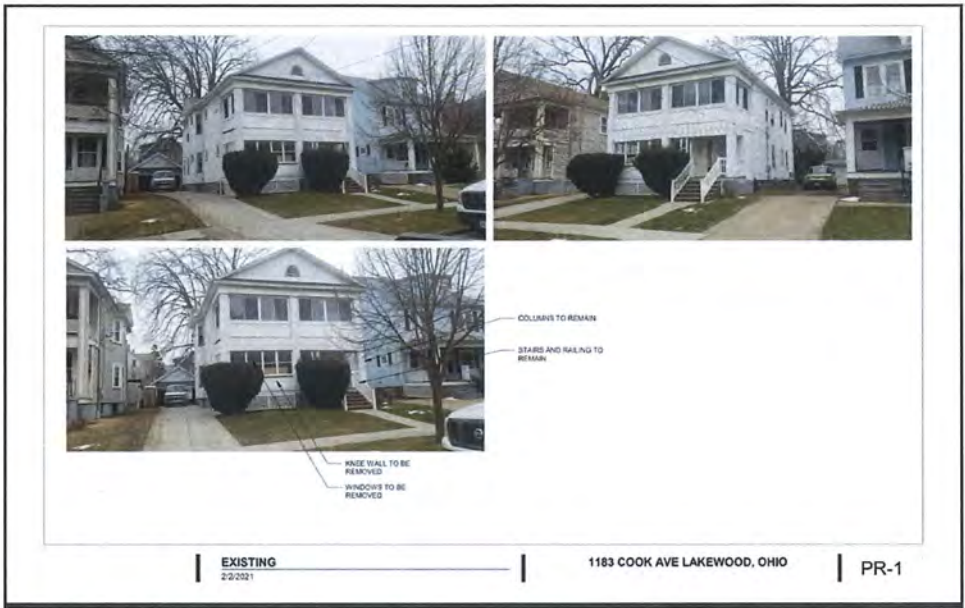 COLUMNS TO REMAIN
STAIRS AND RAILING TO
REMAIN
KNEE WALL TO BE
REMOVED
WINDOWS TO BE
REMOVED
EXISTING
2/2/2021
1183 COOK AVE LAKEWOOD, OHIO
PR-1